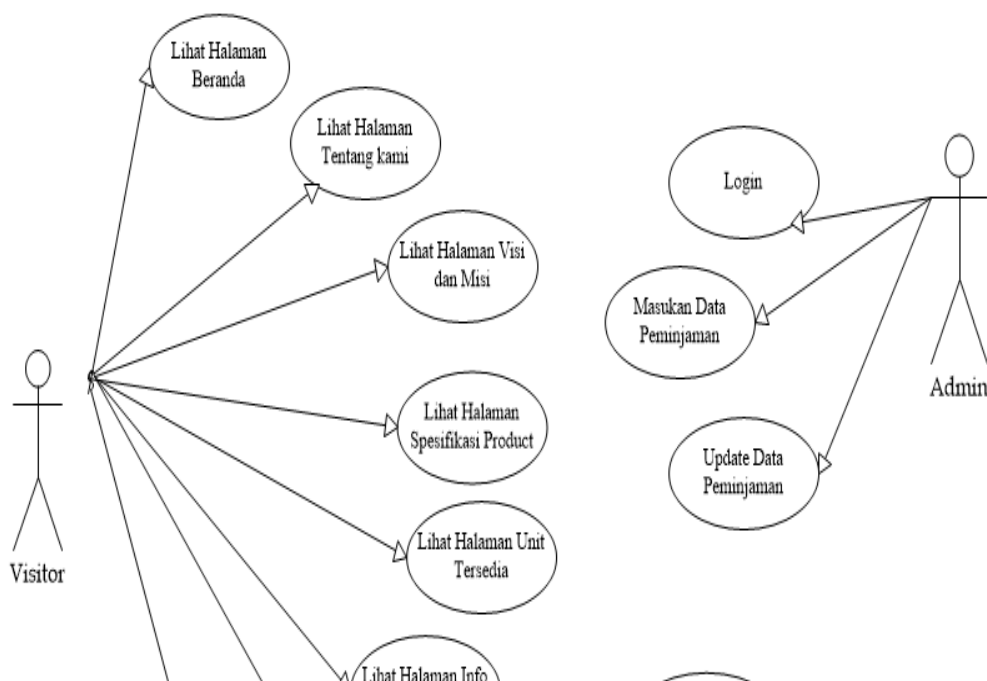 Lihat Halaman
Beranda
Lihat Halaman
Tentang kami
Lihat Halaman Visi
dan Misi
Lihat Halaman
Spesifikasi Product
Lihat Halaman Unit
Tersedia
Lihat Halaman Info
Visitor
Login
Masukan Data
Peminjaman
Update Data
Peminjaman
Admin